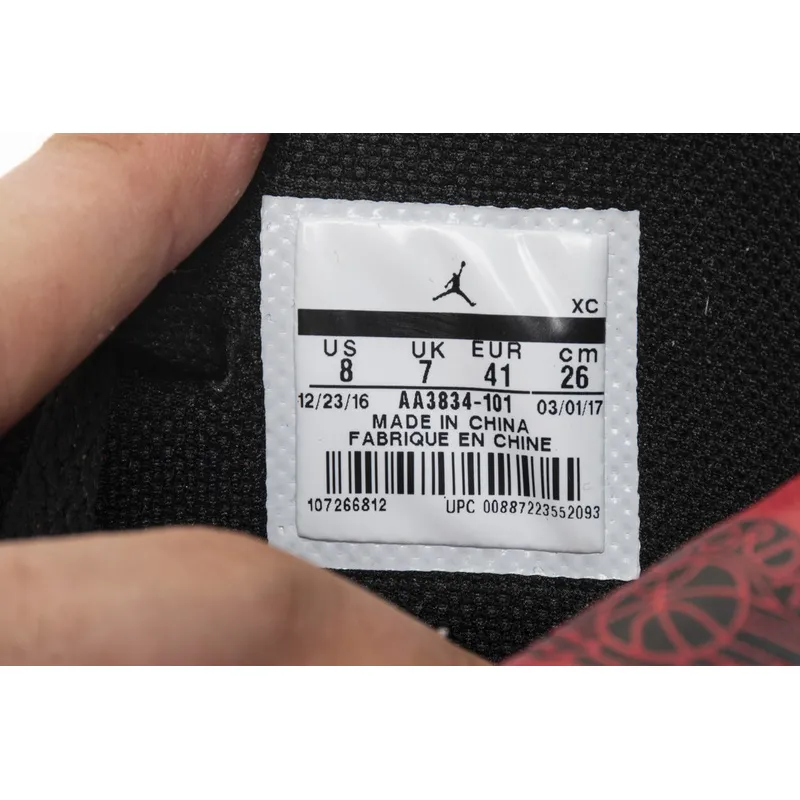 XC
US UK EUR cm
8 7 41 26
12/23/16 AA3834-101 03/01/17
MADE IN CHINA
FABRIQUE EN CHINE
107266812 UPC 00887223552093